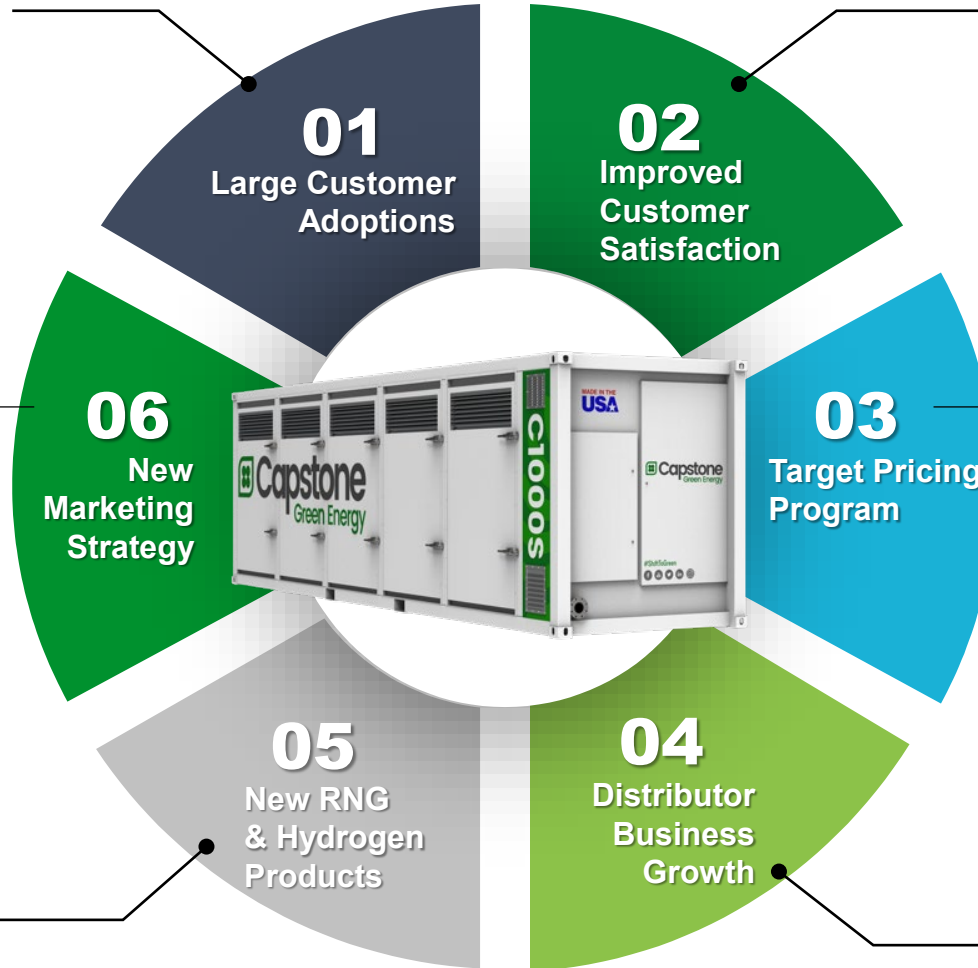 01
Large Customer
Adoptions
02
Improved
Customer
Satisfaction
03
Target Pricing
Program
04
Distributor
Business
Growth
05
New RNG
& Hydrogen
Products
06
New
Marketing
Strategy
Capstone
Green Energy
C1000S
MADE IN THE
USA
Capstone
Green Energy
#ShiftToGreen